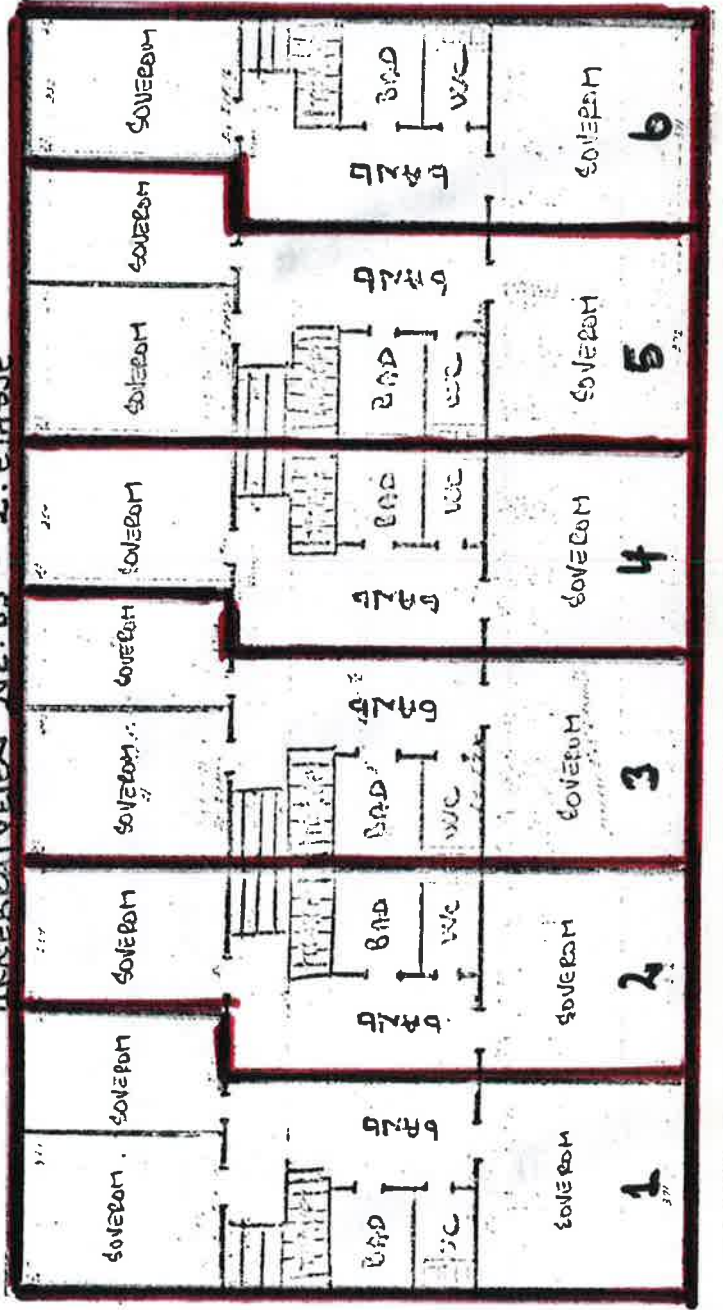 2. ETASJE
SOVEROM SOVEROM SOVEROM SOVEROM SOVEROM SOVEROM SOVEROM SOVEROM SOVEROM
BAD GANG GANG BAD BAD GANG GANG BAD BAD GANG GANG BAD
WC WC WC WC WC WC
SOVEROM SOVEROM SOVEROM SOVEROM SOVEROM SOVEROM
1 2 3 4 5 6